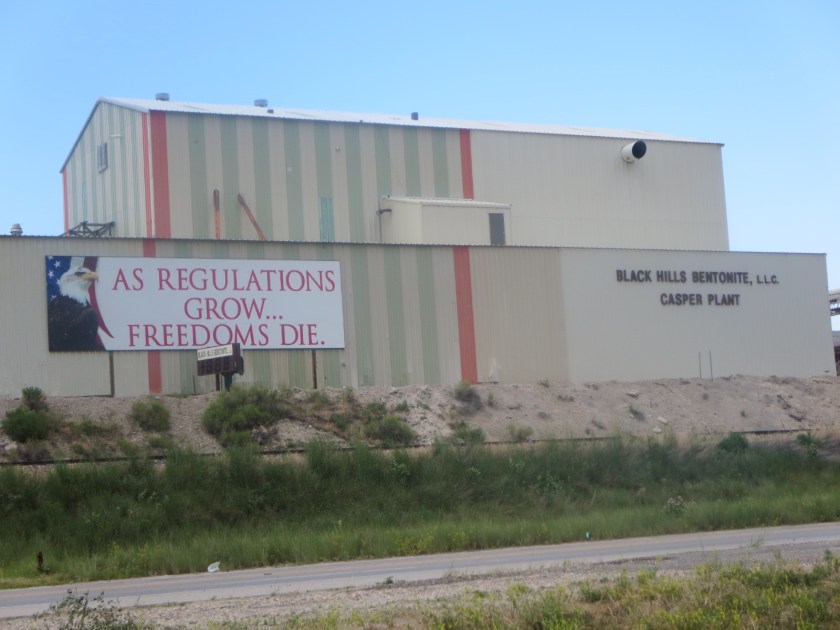 AS REGULATIONS
GROW...
FREEDOMS DIE.
BLACK HILLS BENTONITE, L.L.C.
CASPER PLANT